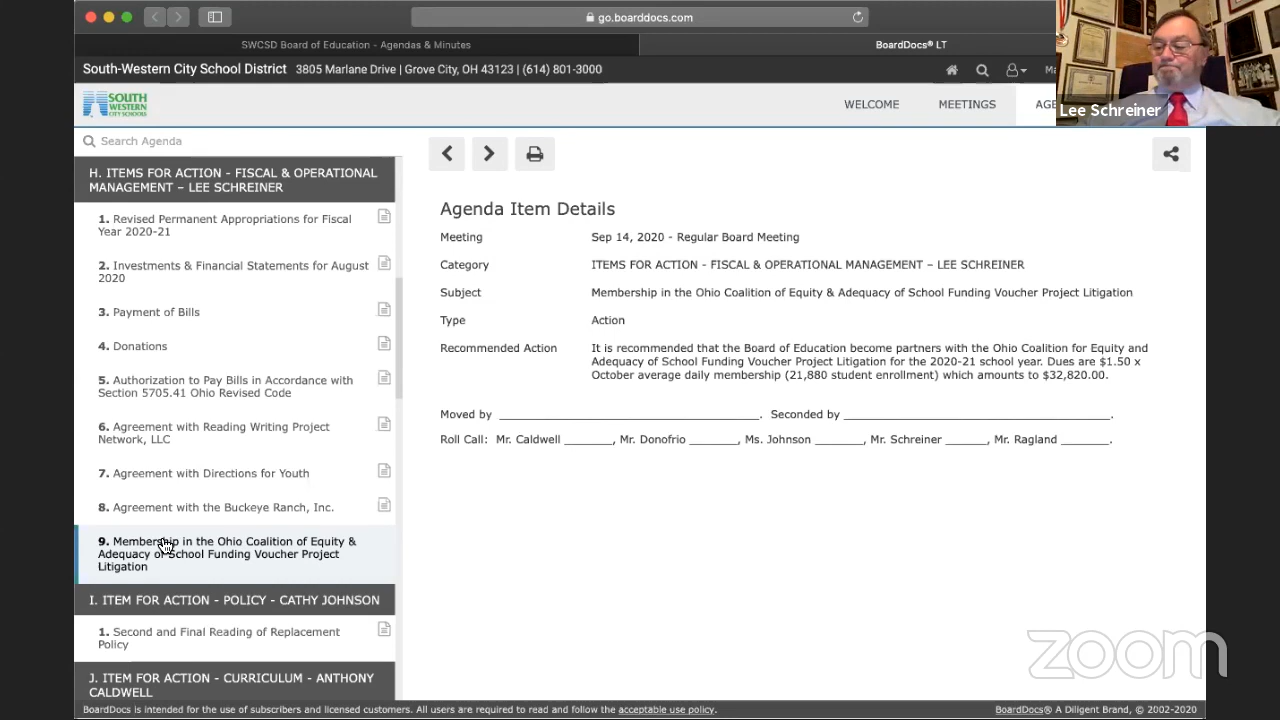 go.boarddocs.com
SWCSD Board of Education - Agendas & Minutes
BoardDocs® LT
South-Western City School District 3805 Marlane Drive | Grove City, OH 43123 | (614) 801-3000
Lee Schreiner
SOUTH
WESTERN
CITY SCHOOLS
WELCOME MEETINGS
Search Agenda
H. ITEMS FOR ACTION - FISCAL & OPERATIONAL
MANAGEMENT – LEE SCHREINER
1. Revised Permanent Appropriations for Fiscal
Year 2020-21
2. Investments & Financial Statements for August
2020
3. Payment of Bills
4. Donations
5. Authorization to Pay Bills in Accordance with
Section 5705.41 Ohio Revised Code
6. Agreement with Reading Writing Project
Network, LLC
7. Agreement with Directions for Youth
8. Agreement with the Buckeye Ranch, Inc.
9. Membership in the Ohio Coalition of Equity &
Adequacy of School Funding Voucher Project
Litigation
I. ITEM FOR ACTION - POLICY - CATHY JOHNSON
1. Second and Final Reading of Replacement
Policy
J. ITEM FOR ACTION - CURRICULUM - ANTHONY
CALDWELL
Agenda Item Details
Meeting Sep 14, 2020 - Regular Board Meeting
Category ITEMS FOR ACTION - FISCAL & OPERATIONAL MANAGEMENT – LEE SCHREINER
Subject Membership in the Ohio Coalition of Equity & Adequacy of School Funding Voucher Project Litigation
Type Action
Recommended Action It is recommended that the Board of Education become partners with the Ohio Coalition for Equity and
Adequacy of School Funding Voucher Project Litigation for the 2020-21 school year. Dues are $1.50 x
October average daily membership (21,880 student enrollment) which amounts to $32,820.00.
Moved by ____________________. Seconded by ____________________.
Roll Call: Mr. Caldwell _______, Mr. Donofrio _______, Ms. Johnson _______, Mr. Schreiner ______, Mr. Ragland _______.
zoom
BoardDocs is intended for the use of subscribers and licensed customers. All users are required to read and follow the acceptable use policy.
BoardDocs® A Diligent Brand, © 2002-2020